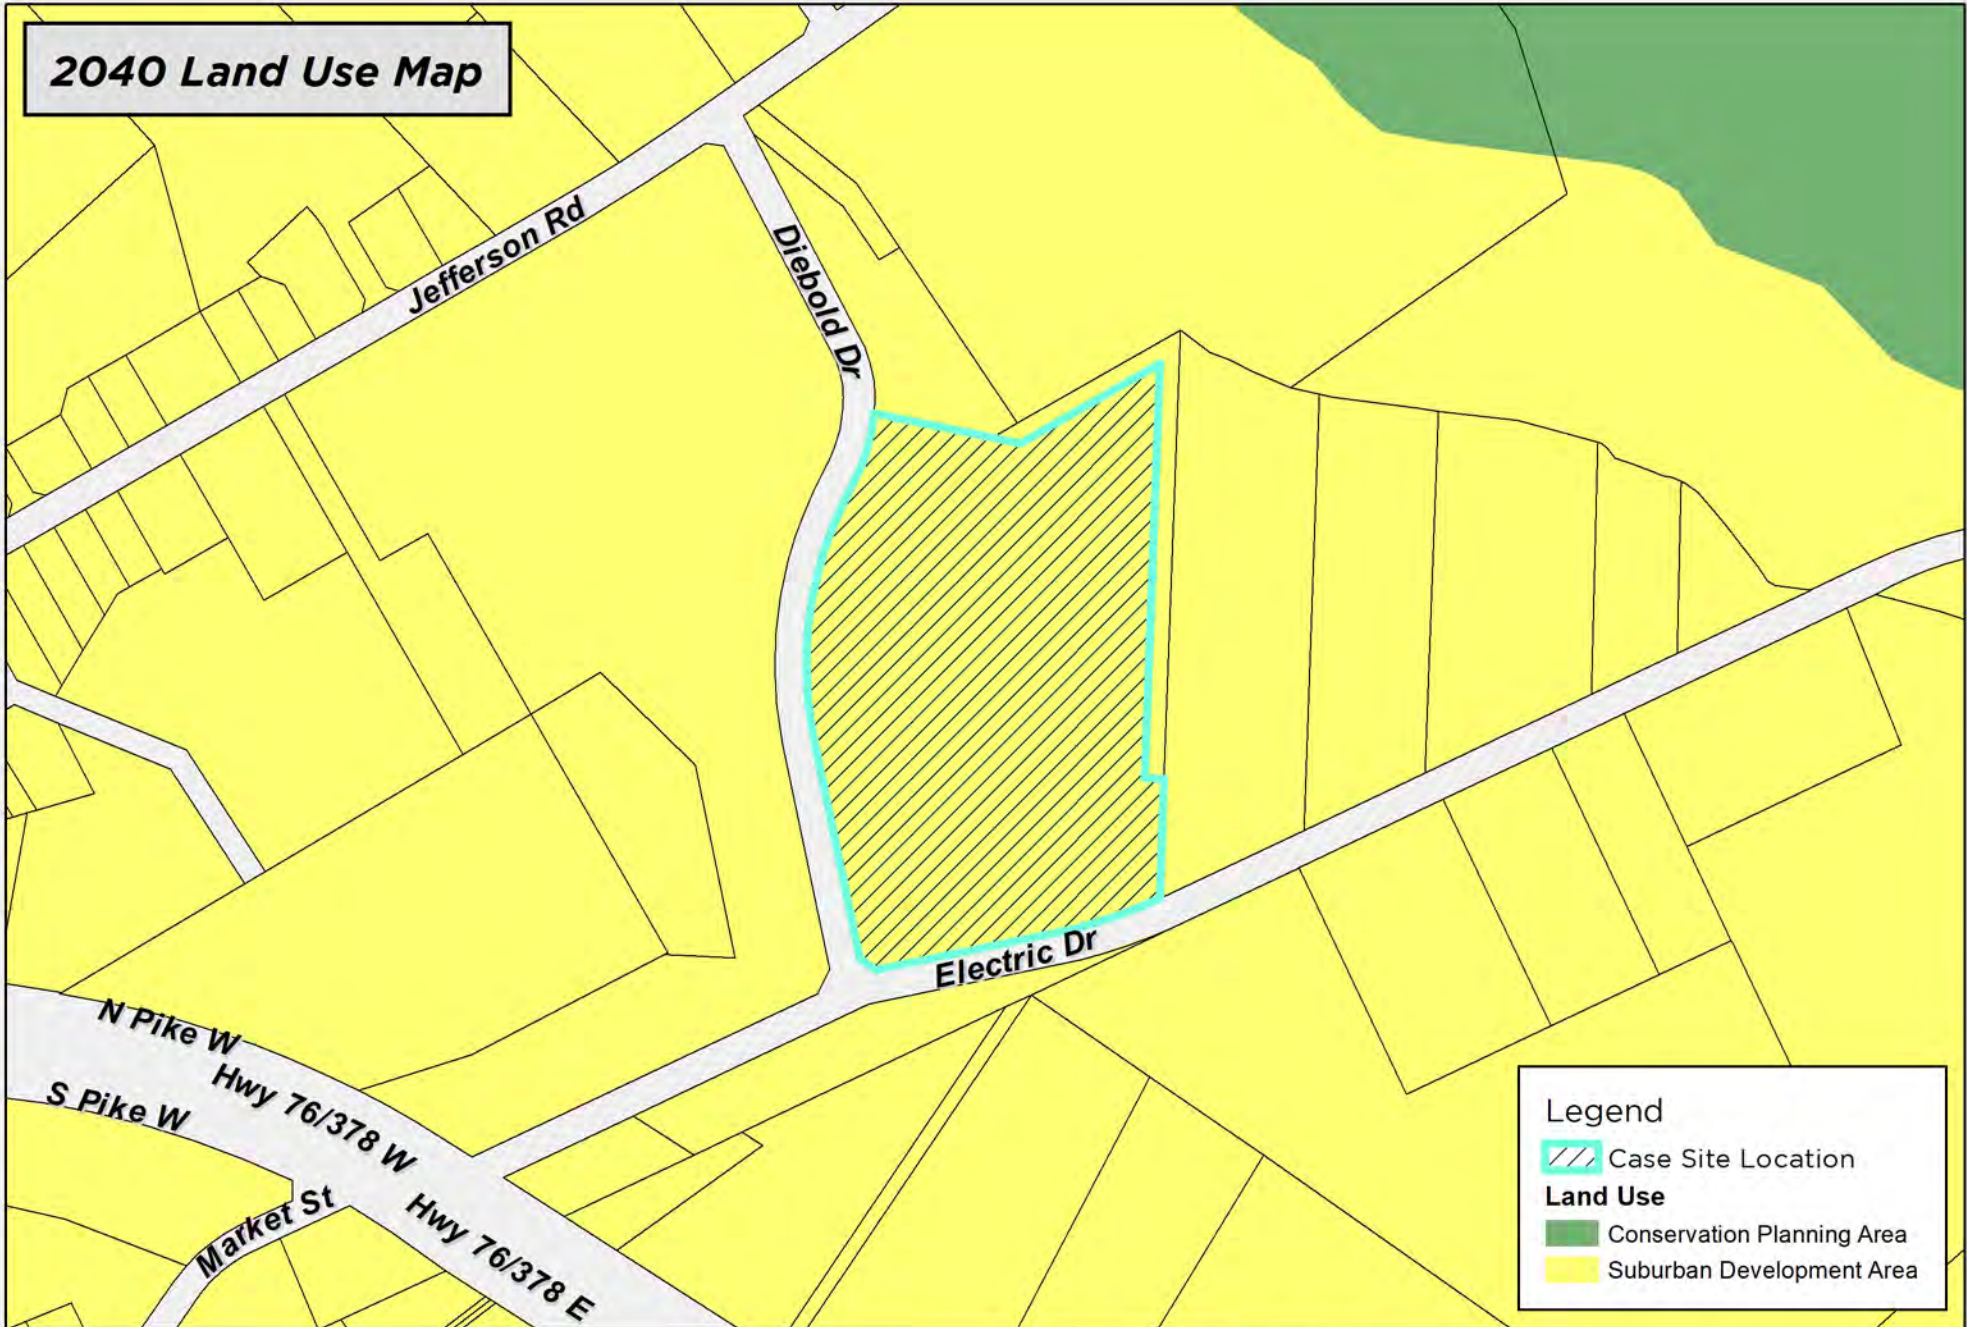 2040 Land Use Map
Jefferson Rd
Diebold Dr
Electric Dr
N Pike W
Hwy 76/378 W
S Pike W
Market St
Hwy 76/378 E
Legend
Case Site Location
Land Use
Conservation Planning Area
Suburban Development Area